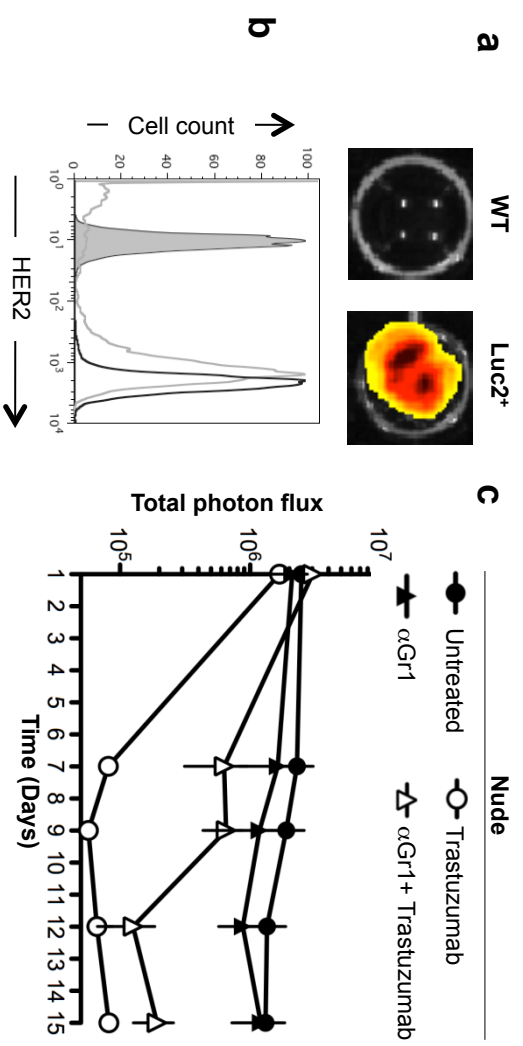 a
WT
Luc2+
b
Cell count
100
80
60
40
20
0
10^0
10^1
10^2
10^3
10^4
HER2
c
Nude
Untreated
Trastuzumab
αGr1
αGr1+ Trastuzumab
Total photon flux
10^7
10^6
10^5
1 2 3 4 5 6 7 8 9 10 11 12 13 14 15
Time (Days)